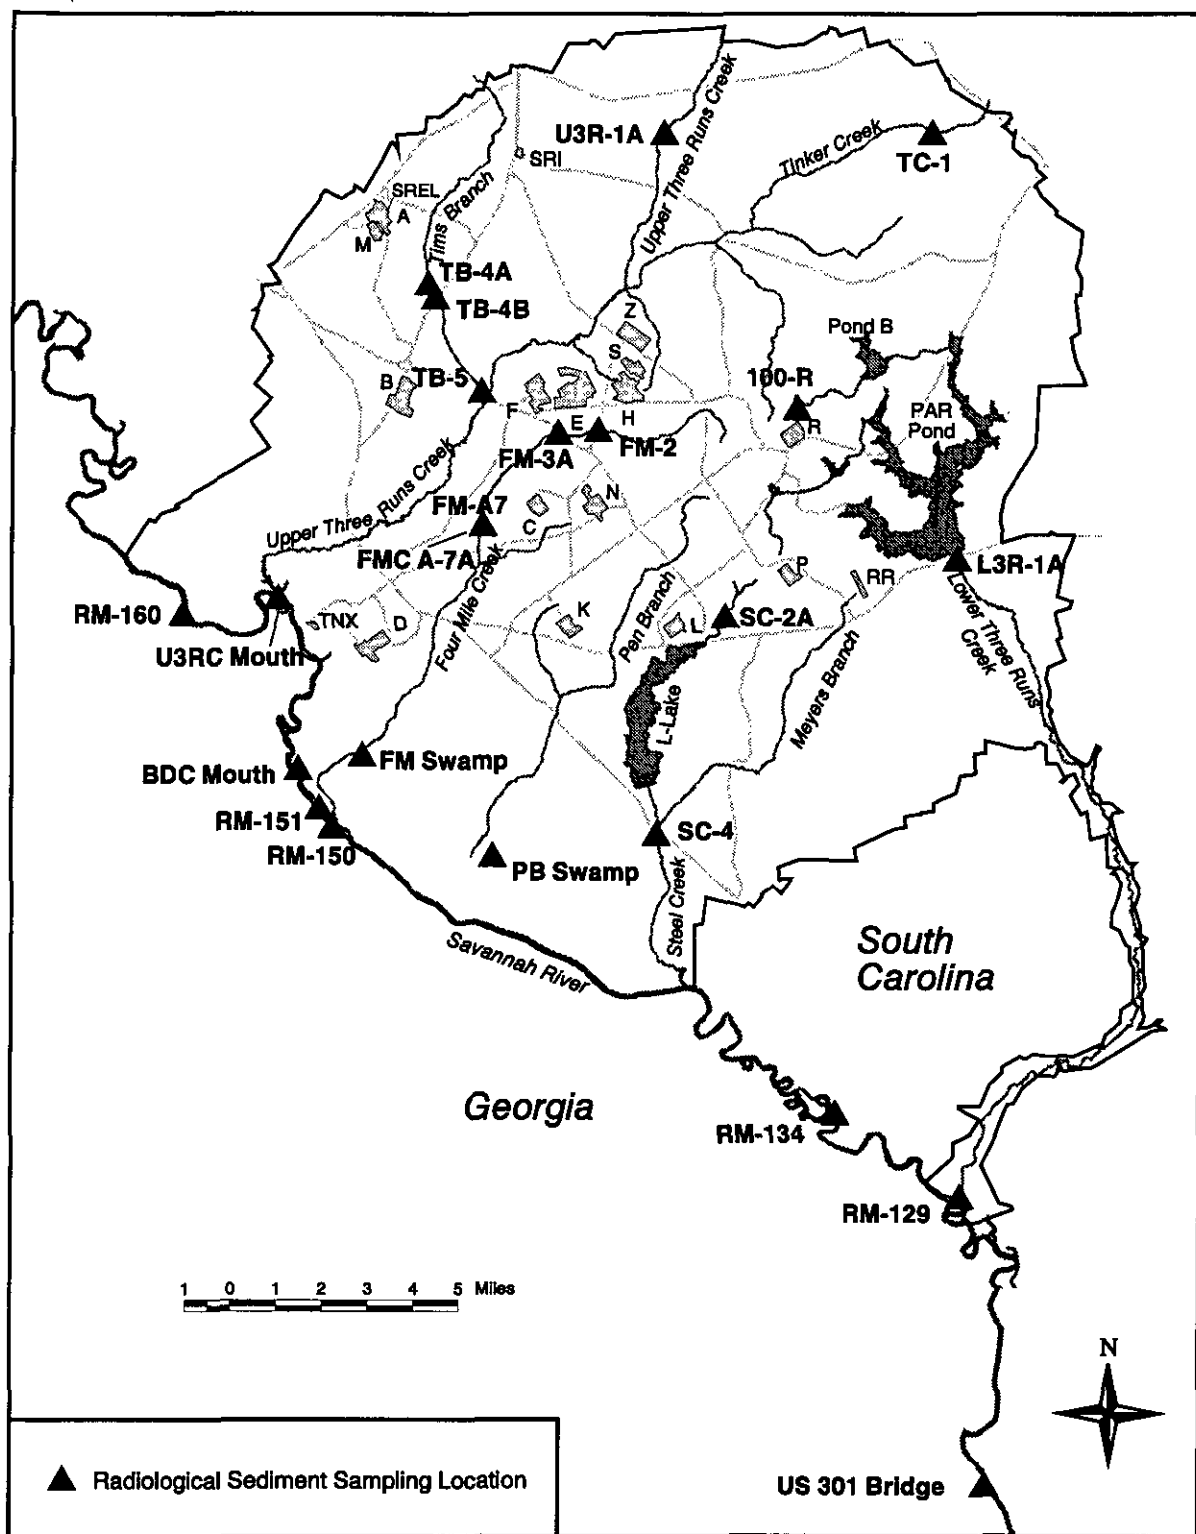 U3R-1A
Upper Three Runs Creek
Tinker Creek
TC-1
SRI
SREL
A
M
Tims Branch
TB-4A
TB-4B
Z
S
Pond B
B
TB-5
100-R
F
E
H
R
PAR
Pond
FM-3A
FM-2
Upper Three Runs Creek
FM-A7
C
N
FMC A-7A
L3R-1A
P
RR
RM-160
TNX
D
K
L
SC-2A
U3RC Mouth
Four Mile Creek
Pen Branch
Meyers Branch
Lower Three Runs
Creek
L-Lake
BDC Mouth
FM Swamp
RM-151
RM-150
SC-4
PB Swamp
Steel Creek
Savannah River
South
Carolina
Georgia
RM-134
RM-129
1 0 1 2 3 4 5 Miles
N
Radiological Sediment Sampling Location
US 301 Bridge